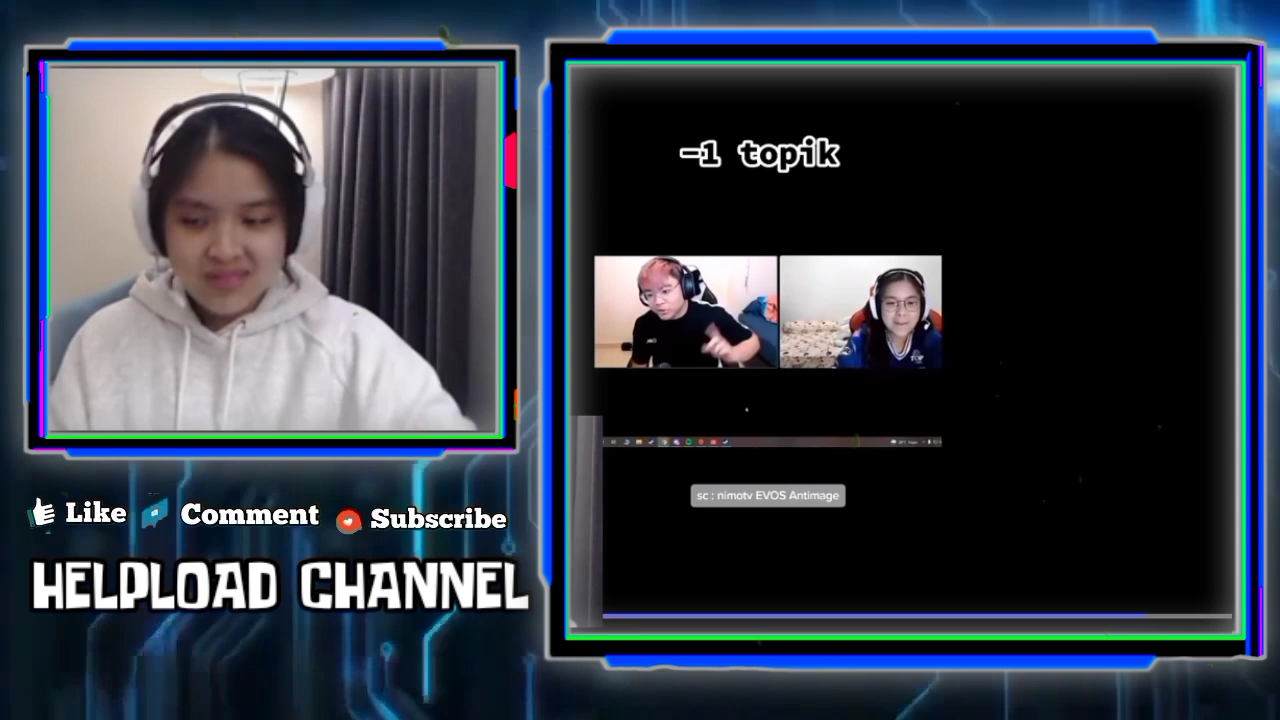 -1 topik
sc : nimotv EVOS Antimage
Like
Comment
Subscribe
HELPLOAD CHANNEL